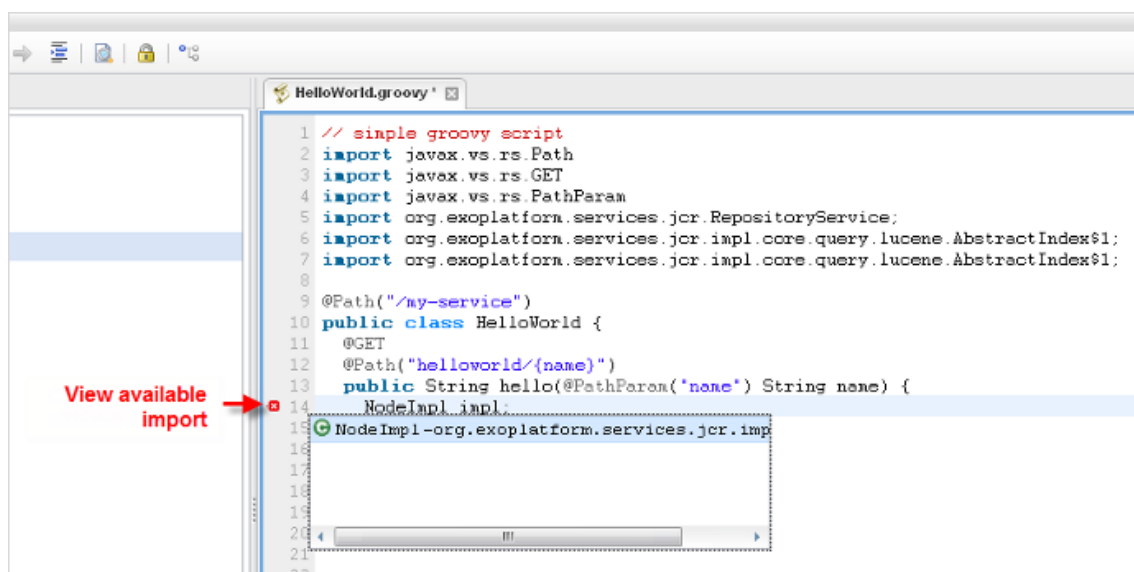 HelloWorld.groovy *
1 // simple groovy script
2 import javax.ws.rs.Path
3 import javax.ws.rs.GET
4 import javax.ws.rs.PathParam
5 import org.exoplatform.services.jcr.RepositoryService;
6 import org.exoplatform.services.jcr.impl.core.query.lucene.AbstractIndex$1;
7 import org.exoplatform.services.jcr.impl.core.query.lucene.AbstractIndex$1;
8
9 @Path("/my-service")
10 public class HelloWorld {
11 @GET
12 @Path("helloworld/{name}")
13 public String hello(@PathParam("name") String name) {
View available
import
14 NodeImpl impl;
15 NodeImpl-org.exoplatform.services.jcr.imp
16
17
18
19
20
21